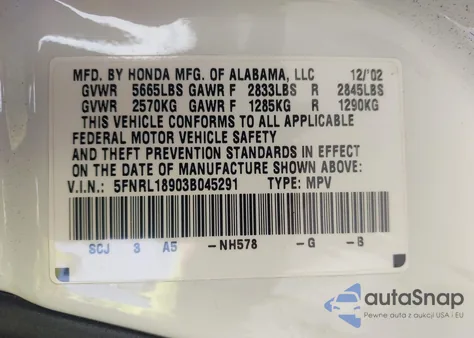 MFD. BY HONDA MFG. OF ALABAMA, LLC 12/'02
GVWR 5665LBS GAWR F 2833LBS R 2845LBS
GVWR 2570KG GAWR F 1285KG R 1290KG
THIS VEHICLE CONFORMS TO ALL APPLICABLE
FEDERAL MOTOR VEHICLE SAFETY
AND THEFT PREVENTION STANDARDS IN EFFECT
ON THE DATE OF MANUFACTURE SHOWN ABOVE:
V.I.N.: 5FNRL18903B045291 TYPE: MPV
SCJ 3 A5 -NH578 -G -B
autoSnap
Pewne auta z aukcji USA i EU